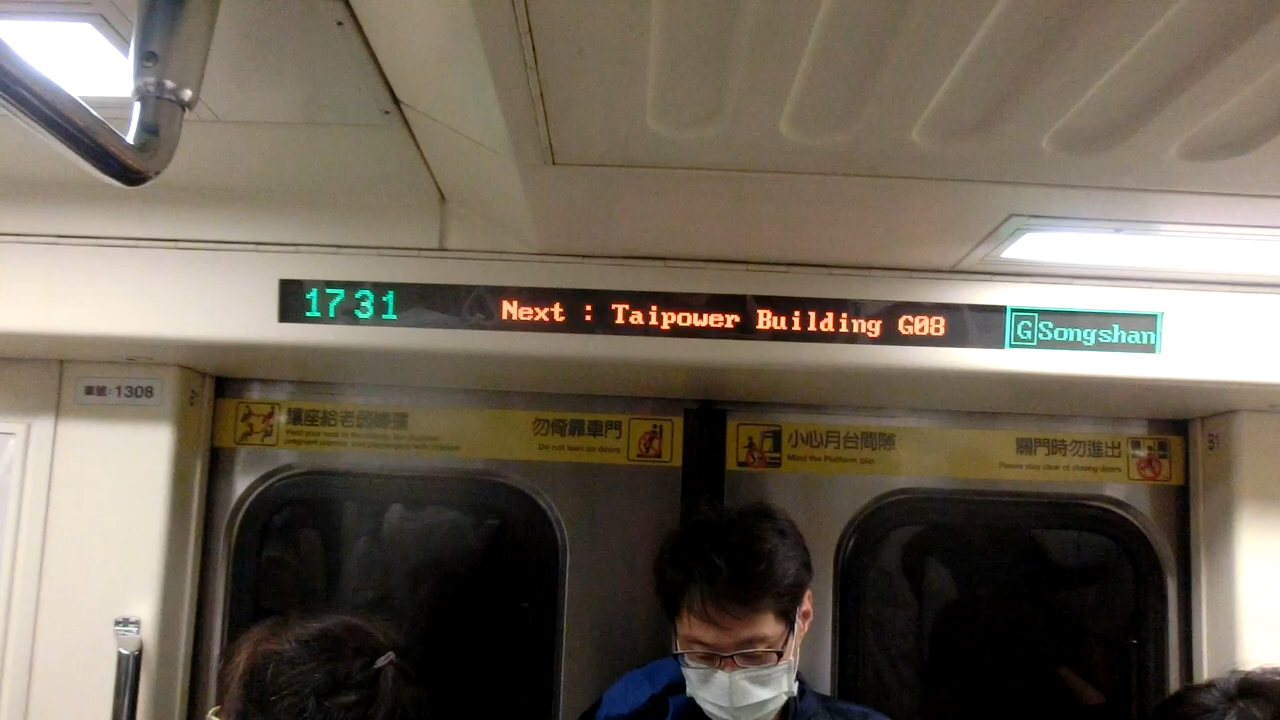 1731
Next : Taipower Building G08
G Songshan
車號: 1308
讓座給老弱婦孺
勿倚靠車門
Do not lean on doors
小心月台間隙
Mind the Platform gap
關門時勿進出
Please stay clear of closing doors